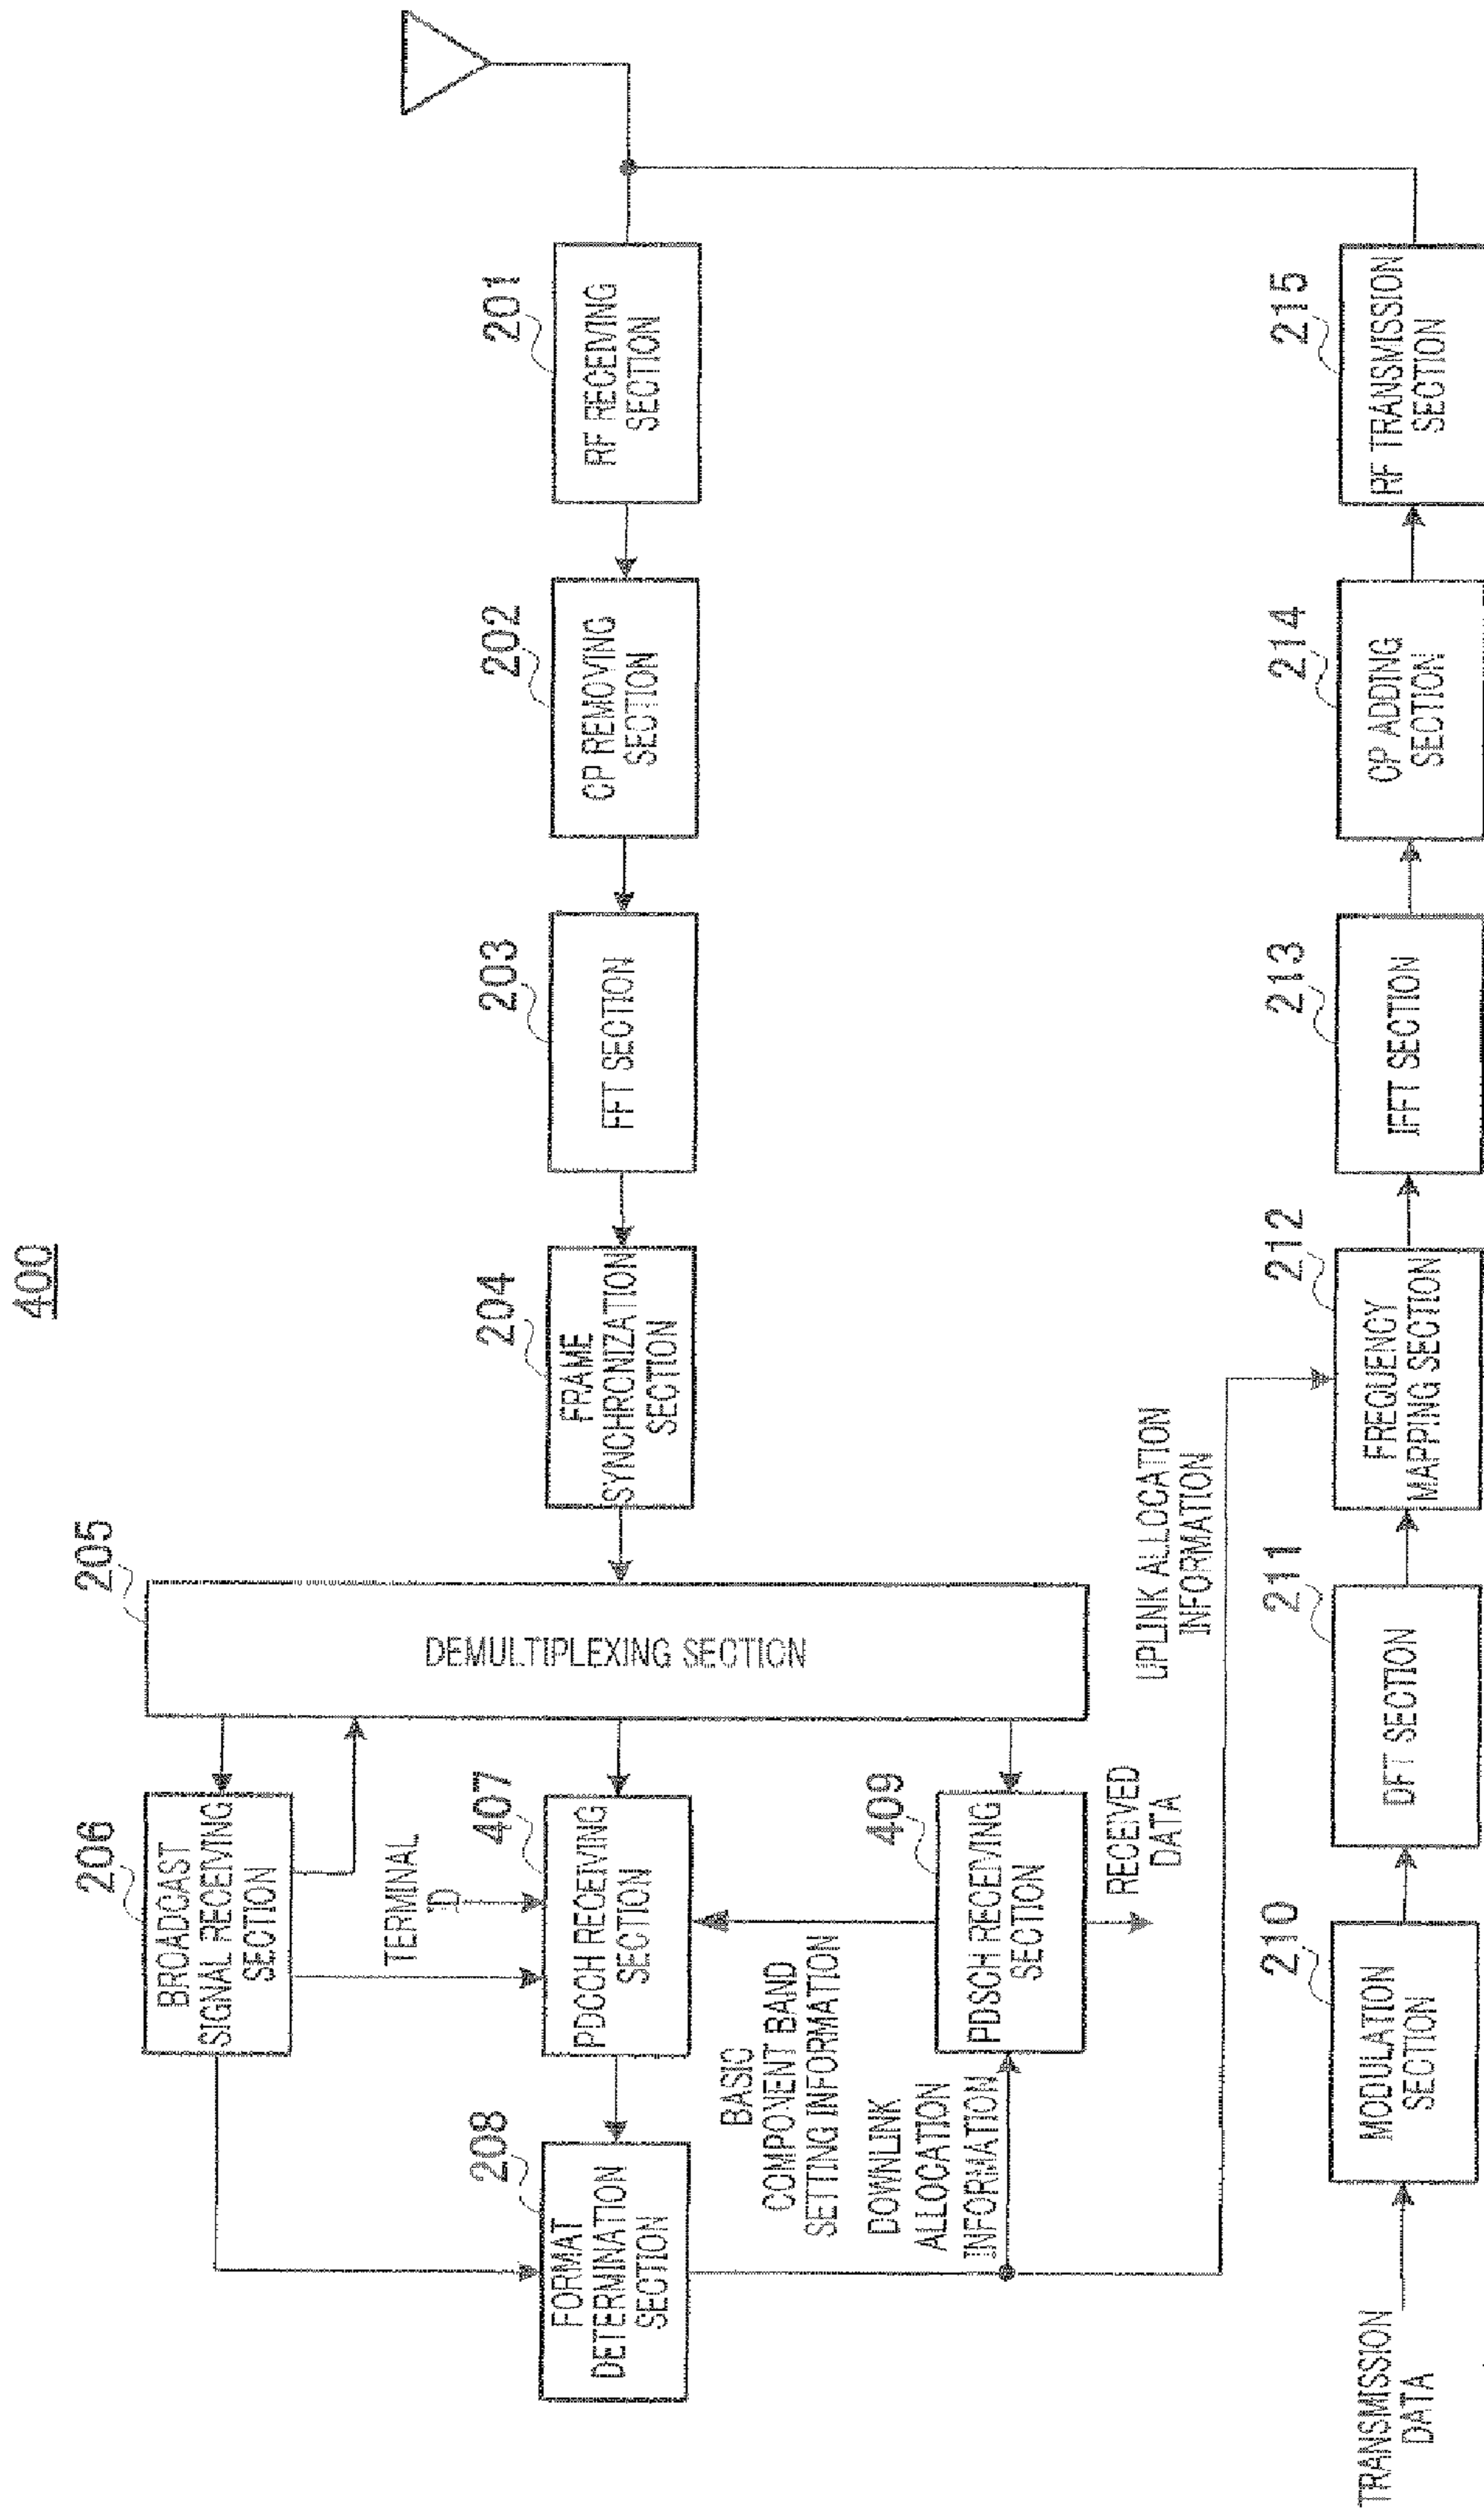 400
201
RF RECEIVING
SECTION
202
CP REMOVING
SECTION
203
FFT SECTION
204
FRAME
SYNCHRONIZATION
SECTION
205
DEMULTIPLEXING SECTION
206
BROADCAST
SIGNAL RECEIVING
SECTION
TERMINAL
ID
407
PDCCH RECEIVING
SECTION
208
FORMAT
DETERMINATION
SECTION
BASIC
COMPONENT BAND
SETTING INFORMATION
409
PDSCH RECEIVING
SECTION
RECEIVED
DATA
DOWNLINK
ALLOCATION
INFORMATION
UPLINK ALLOCATION
INFORMATION
TRANSMISSION
DATA
210
MODULATION
SECTION
211
DFT SECTION
212
FREQUENCY
MAPPING SECTION
213
IFFT SECTION
214
CP ADDING
SECTION
215
RF TRANSMISSION
SECTION